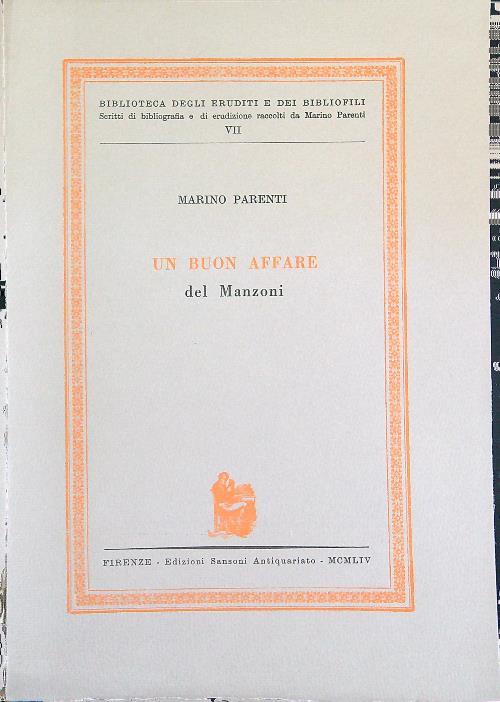 BIBLIOTECA DEGLI ERUDITI E DEI BIBLIOFILI
Scritti di bibliografia e di erudizione raccolti da Marino Parenti
VII
MARINO PARENTI
UN BUON AFFARE
del Manzoni
FIRENZE - Edizioni Sansoni Antiquariato - MCMLIV